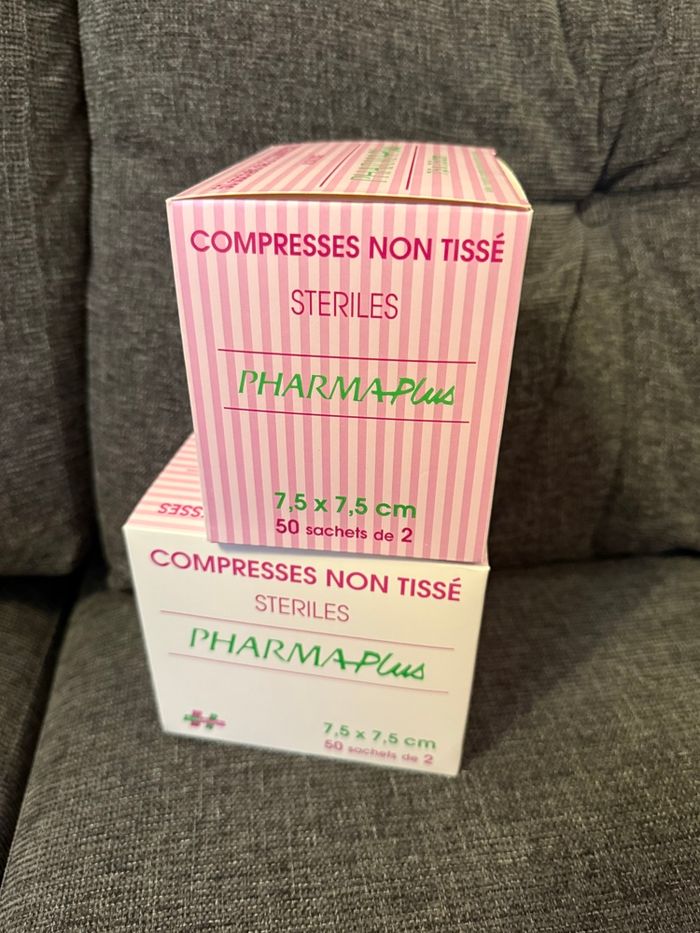 COMPRESSES NON TISSÉ
STERILES
PHARMAPlus
7,5 x 7,5 cm
50 sachets de 2
COMPRESSES NON TISSÉ
STERILES
PHARMAPlus
7,5 x 7,5 cm
50 sachets de 2